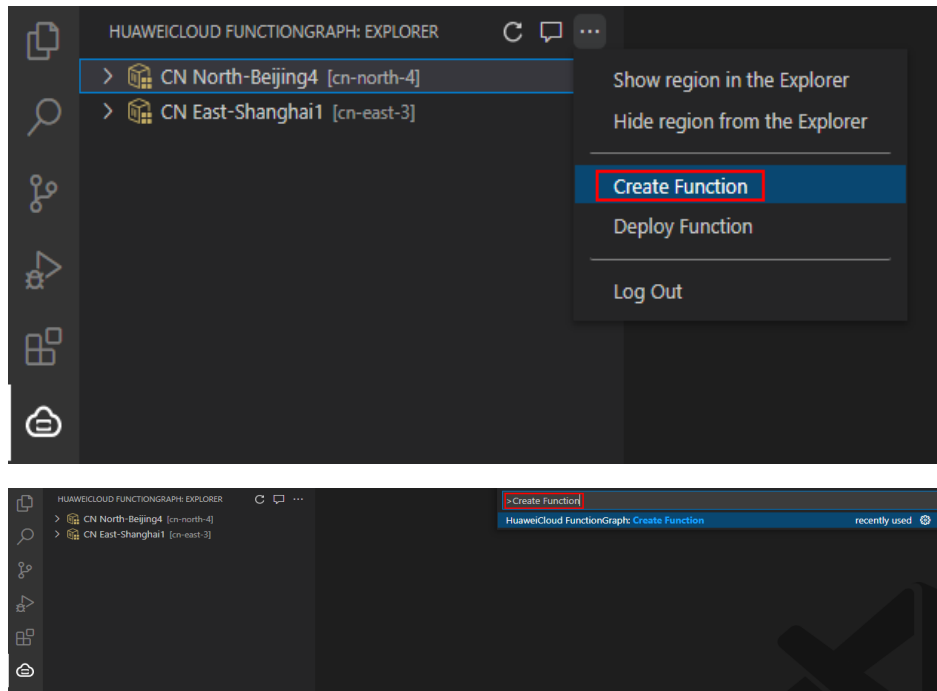 HUAWEICLOUD FUNCTIONGRAPH: EXPLORER
CN North-Beijing4 [cn-north-4]
CN East-Shanghai1 [cn-east-3]
Show region in the Explorer
Hide region from the Explorer
Create Function
Deploy Function
Log Out
HUAWEICLOUD FUNCTIONGRAPH: EXPLORER
CN North-Beijing4 [cn-north-4]
CN East-Shanghai1 [cn-east-3]
>Create Function
HuaweiCloud FunctionGraph: Create Function recently used